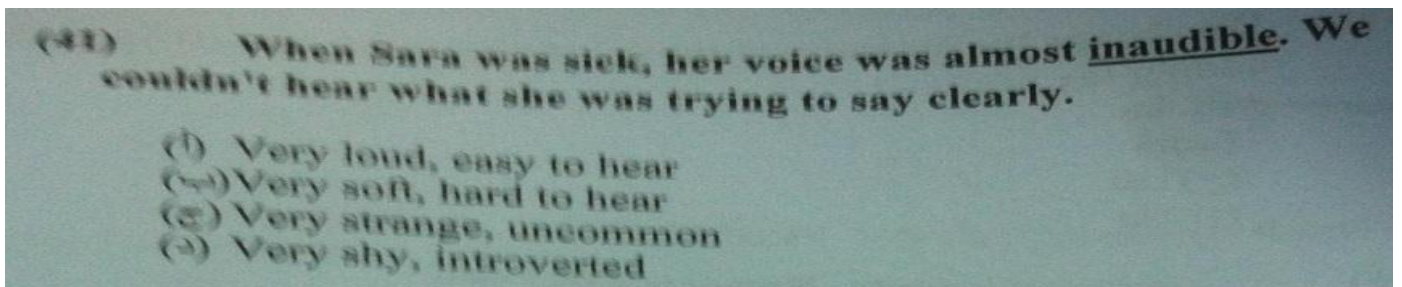 (41) When Sara was sick, her voice was almost inaudible. We
couldn't hear what she was trying to say clearly.
(أ) Very loud, easy to hear
(ب) Very soft, hard to hear
(ج) Very strange, uncommon
(د) Very shy, introverted